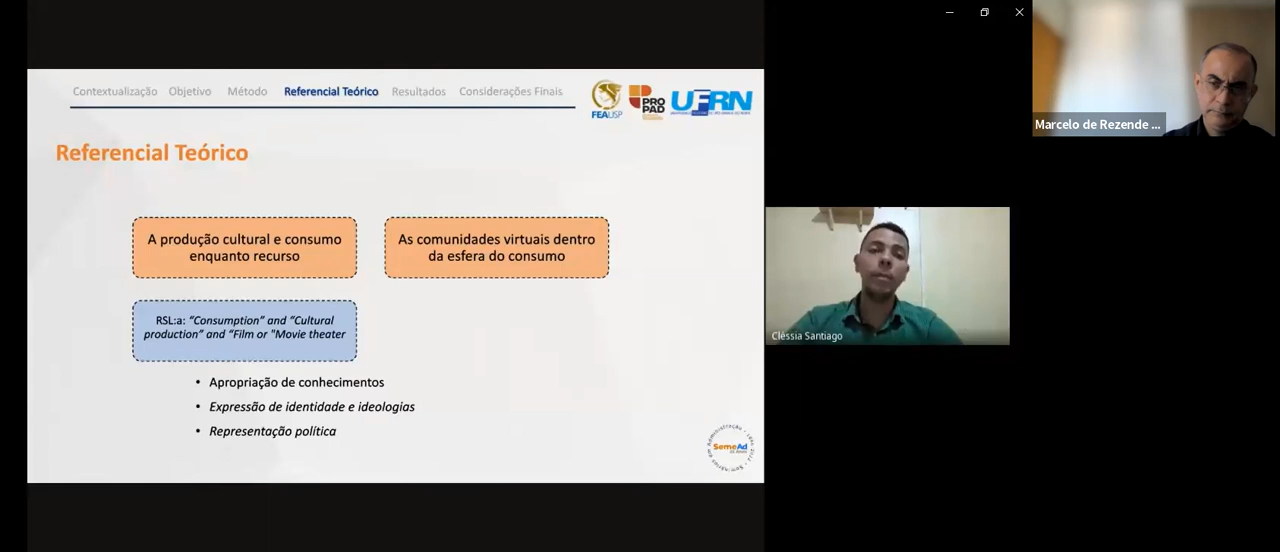 Contextualização Objetivo Método Referencial Teórico Resultados Considerações Finais
FEAUSP
PRO
PAD
UFRN
Referencial Teórico
A produção cultural e consumo
enquanto recurso
As comunidades virtuais dentro
da esfera do consumo
RSL:a: “Consumption” and “Cultural
production” and “Film or "Movie theater
• Apropriação de conhecimentos
• Expressão de identidade e ideologias
• Representação política
SemeAd
Marcelo de Rezende ...
Cléssia Santiago